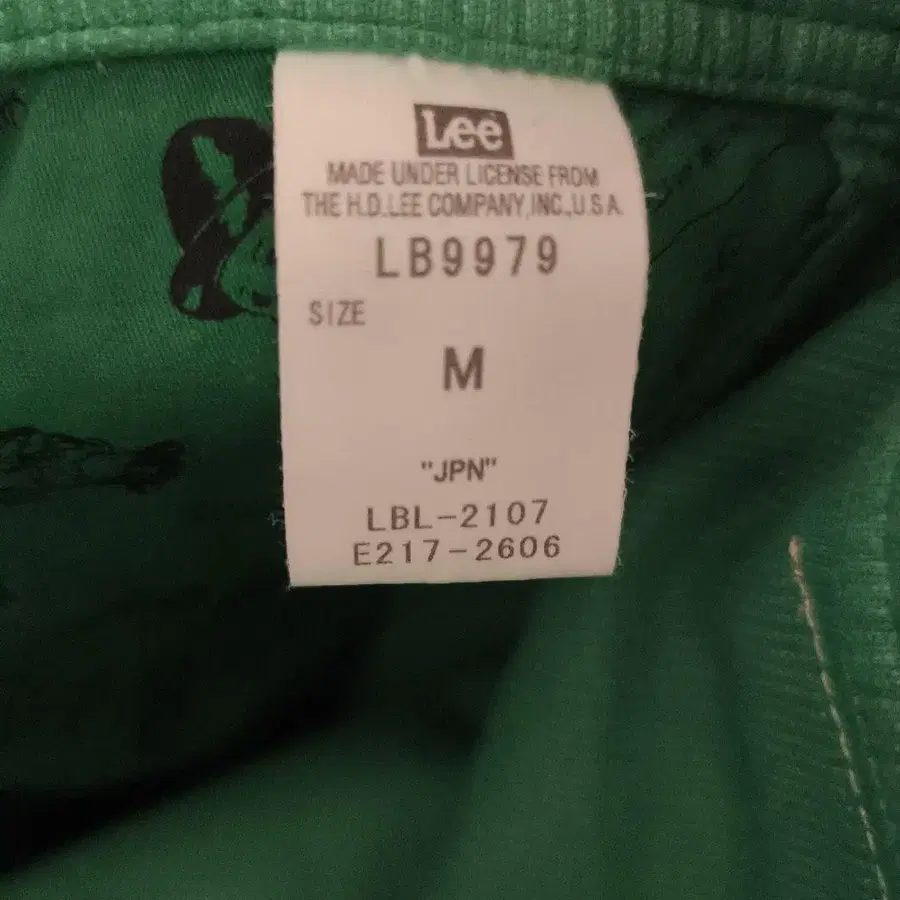 Lee
MADE UNDER LICENSE FROM
THE H.D.LEE COMPANY,INC.,U.S.A.
LB9979
SIZE
M
"JPN"
LBL-2107
E217-2606